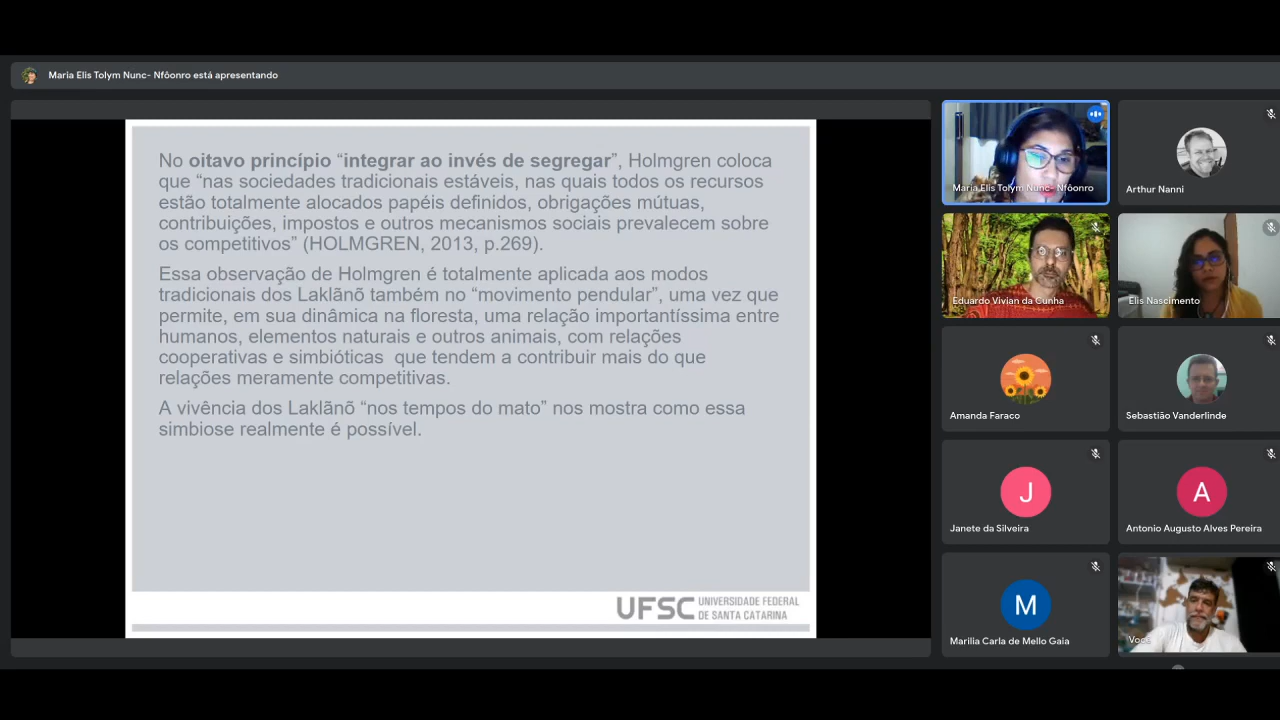 Maria Elis Tolym Nunc- Nfôonro está apresentando
No oitavo princípio “integrar ao invés de segregar”, Holmgren coloca
que “nas sociedades tradicionais estáveis, nas quais todos os recursos
estão totalmente alocados papéis definidos, obrigações mútuas,
contribuições, impostos e outros mecanismos sociais prevalecem sobre
os competitivos” (HOLMGREN, 2013, p.269).
Essa observação de Holmgren é totalmente aplicada aos modos
tradicionais dos Laklãnõ também no “movimento pendular”, uma vez que
permite, em sua dinâmica na floresta, uma relação importantíssima entre
humanos, elementos naturais e outros animais, com relações
cooperativas e simbióticas que tendem a contribuir mais do que
relações meramente competitivas.
A vivência dos Laklãnõ “nos tempos do mato” nos mostra como essa
simbiose realmente é possível.
UFSC UNIVERSIDADE FEDERAL
DE SANTA CATARINA
Maria Elis Tolym Nunc- Nfôonro
Arthur Nanni
Eduardo Vivian da Cunha
Elis Nascimento
Amanda Faraco
Sebastião Vanderlinde
J
Janete da Silveira
A
Antonio Augusto Alves Pereira
M
Marilia Carla de Mello Gaia
Você